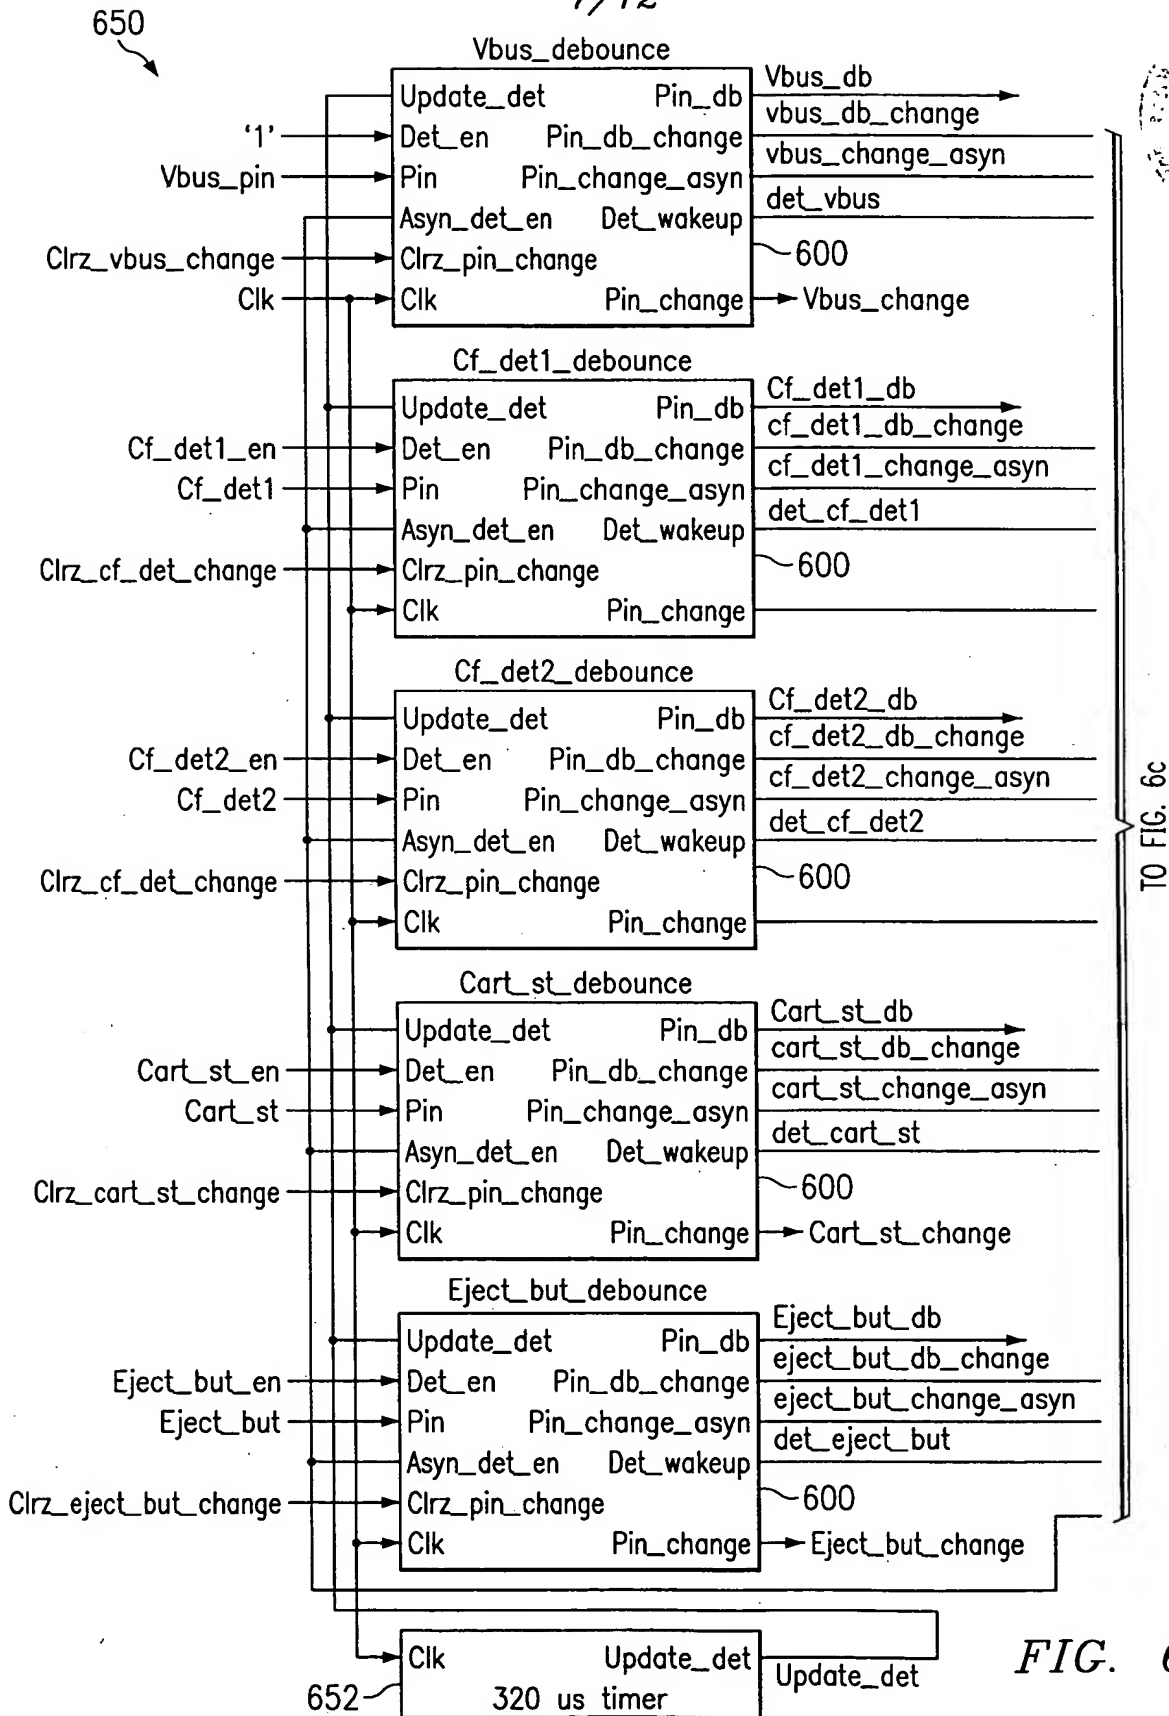 650
Vbus_debounce
Update_det Pin_db Vbus_db
'1' Det_en Pin_db_change vbus_db_change
Vbus_pin Pin Pin_change_asyn vbus_change_asyn
Asyn_det_en Det_wakeup det_vbus
Clrz_vbus_change Clrz_pin_change 600
Clk Clk Pin_change Vbus_change
Cf_det1_debounce
Update_det Pin_db Cf_det1_db
Cf_det1_en Det_en Pin_db_change cf_det1_db_change
Cf_det1 Pin Pin_change_asyn cf_det1_change_asyn
Asyn_det_en Det_wakeup det_cf_det1
Clrz_cf_det_change Clrz_pin_change 600
Clk Pin_change
Cf_det2_debounce
Update_det Pin_db Cf_det2_db
Cf_det2_en Det_en Pin_db_change cf_det2_db_change
Cf_det2 Pin Pin_change_asyn cf_det2_change_asyn
Asyn_det_en Det_wakeup det_cf_det2
Clrz_cf_det_change Clrz_pin_change 600
Clk Pin_change
TO FIG. 6c
Cart_st_debounce
Update_det Pin_db Cart_st_db
Cart_st_en Det_en Pin_db_change cart_st_db_change
Cart_st Pin Pin_change_asyn cart_st_change_asyn
Asyn_det_en Det_wakeup det_cart_st
Clrz_cart_st_change Clrz_pin_change 600
Clk Pin_change Cart_st_change
Eject_but_debounce
Update_det Pin_db Eject_but_db
Eject_but_en Det_en Pin_db_change eject_but_db_change
Eject_but Pin Pin_change_asyn eject_but_change_asyn
Asyn_det_en Det_wakeup det_eject_but
Clrz_eject_but_change Clrz_pin_change 600
Clk Pin_change Eject_but_change
Clk Update_det Update_det
652 320 us timer
FIG. 6